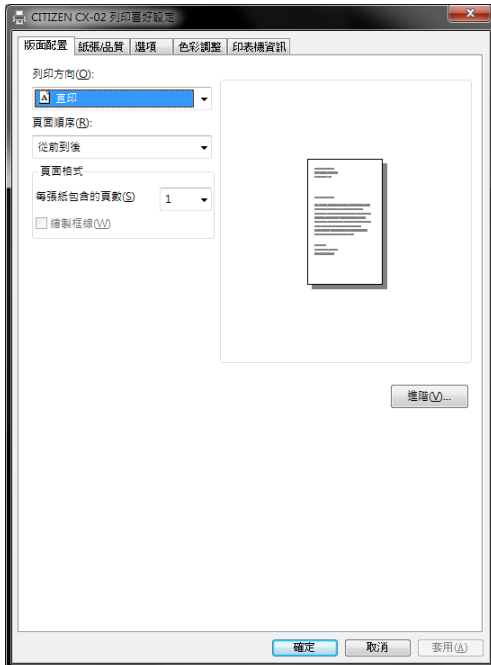 CITIZEN CX-02 列印喜好設定
版面配置 紙張/品質 選項 色彩調整 印表機資訊
列印方向(O):
A 直印
頁面順序(R):
從前到後
頁面格式
每張紙包含的頁數(S) 1
繪製框線(W)
進階(V)...
確定 取消 套用(A)